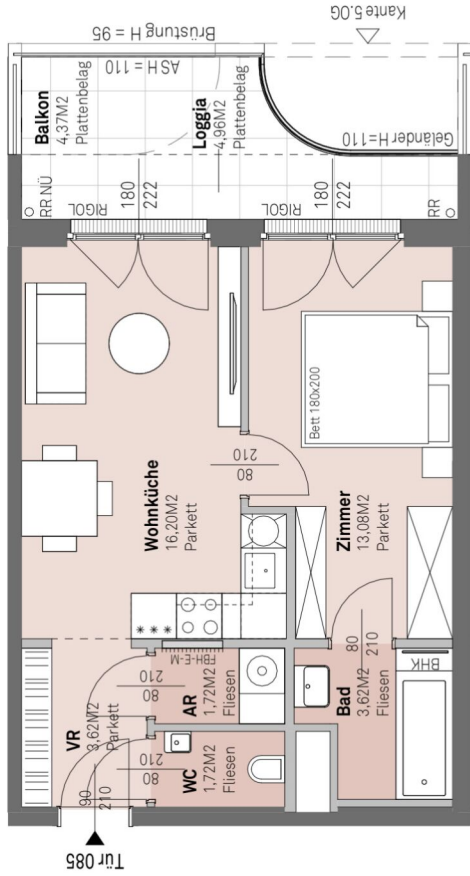 Kante 5.OG
Brüstung H = 95
ASH=110
Geländer H=110
Balkon
4,37M2
Plattenbelag
Loggia
4,96M2
Plattenbelag
RR NÜ
RIGOL
180
222
RIGOL
180
222
RR
Wohnküche
16,20M2
Parkett
80
210
Bett 180x200
Zimmer
13,08M2
Parkett
VR
3,62M2
Parkett
80
210
FBH-E-M
AR
1,72M2
Fliesen
80
210
WC
1,72M2
Fliesen
80
210
Bad
3,62M2
Fliesen
BHK
90
210
Tür 085